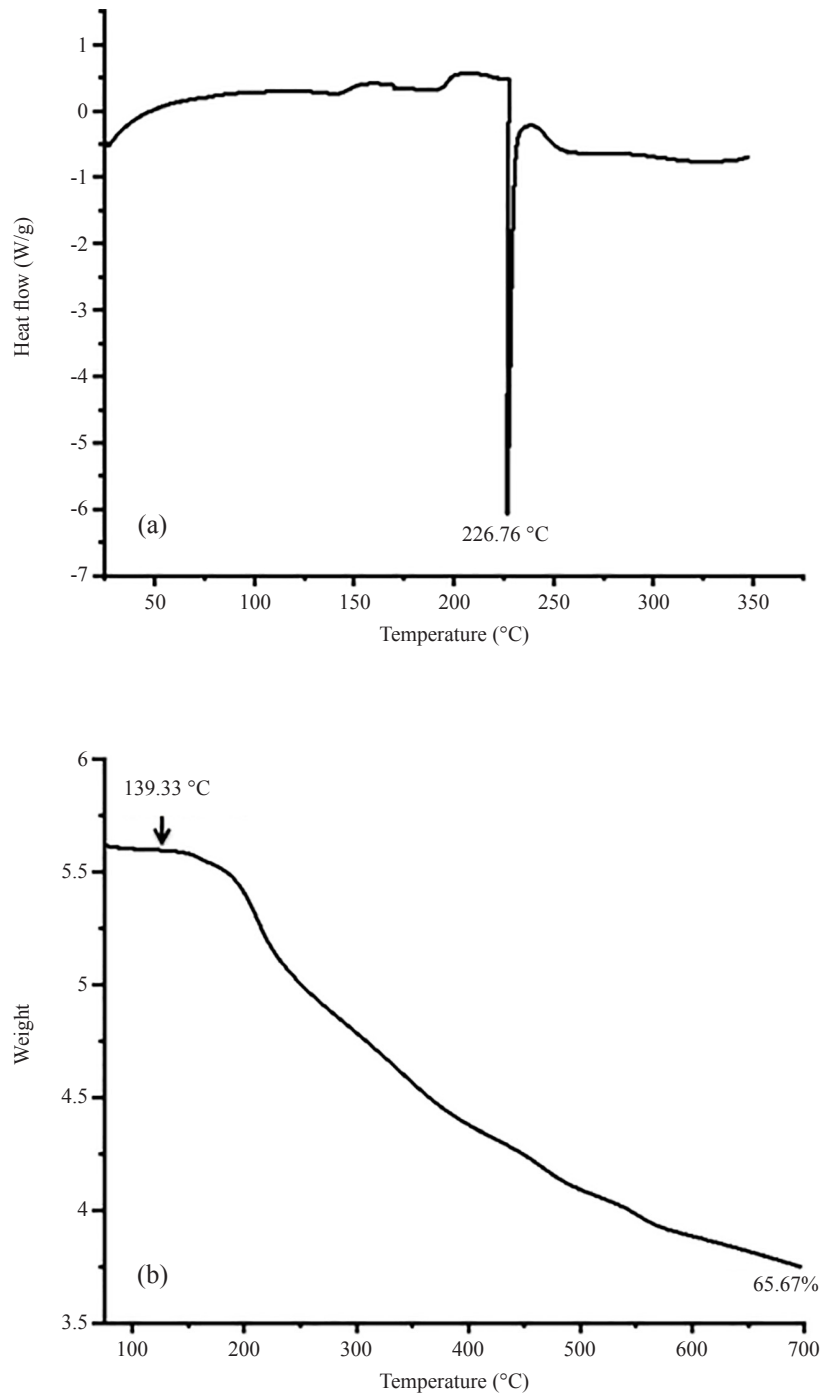 1
0
-1
-2
-3
-4
-5
-6
-7
Heat flow (W/g)
(a)
226.76 °C
50 100 150 200 250 300 350
Temperature (°C)
6
5.5
5
4.5
4
3.5
Weight
139.33 °C
(b)
65.67%
100 200 300 400 500 600 700
Temperature (°C)